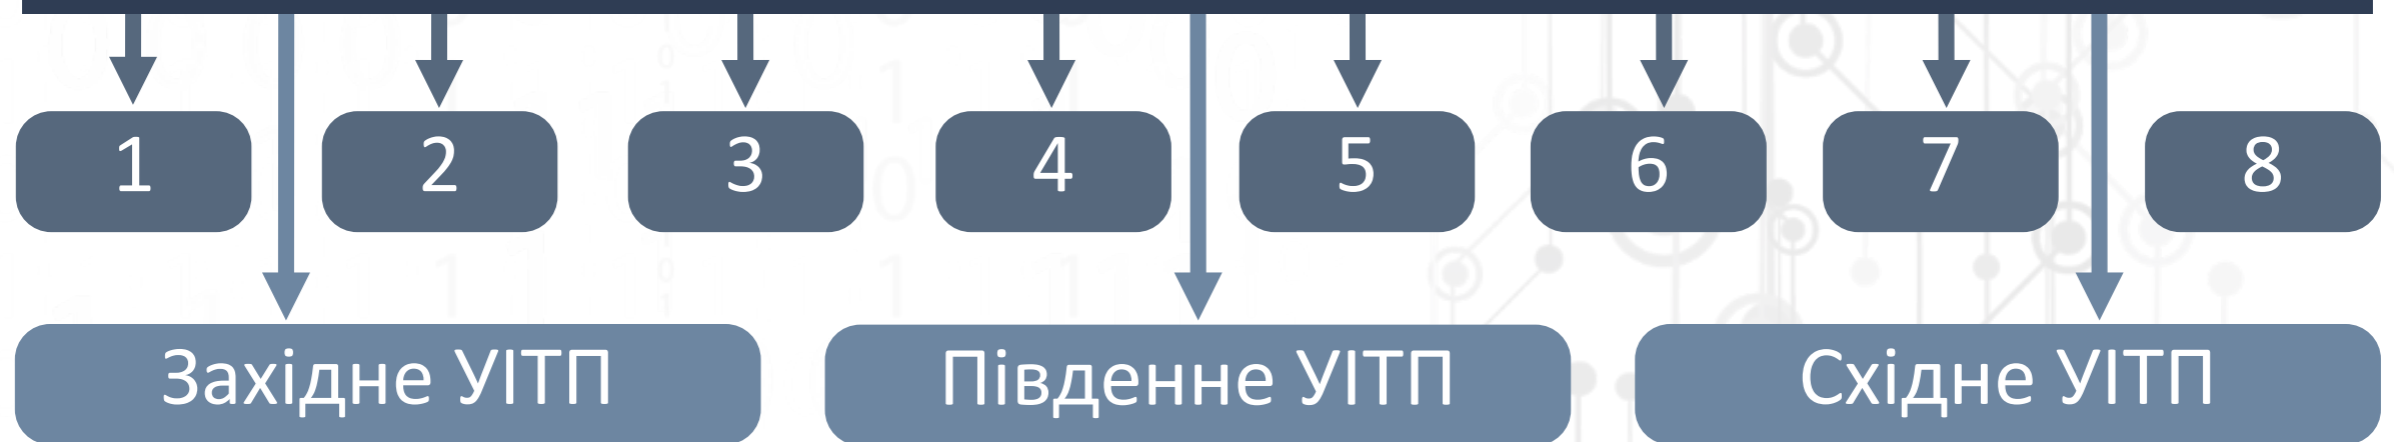 1 2 3 4 5 6 7 8
Західне УІТП Південне УІТП Східне УІТП